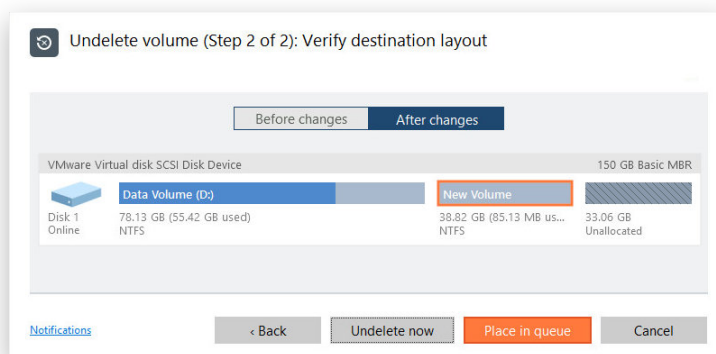 Undelete volume (Step 2 of 2): Verify destination layout
Before changes After changes
VMware Virtual disk SCSI Disk Device 150 GB Basic MBR
Data Volume (D:) New Volume
Disk 1 78.13 GB (55.42 GB used) 38.82 GB (85.13 MB us... 33.06 GB
Online NTFS NTFS Unallocated
Notifications ‹ Back Undelete now Place in queue Cancel